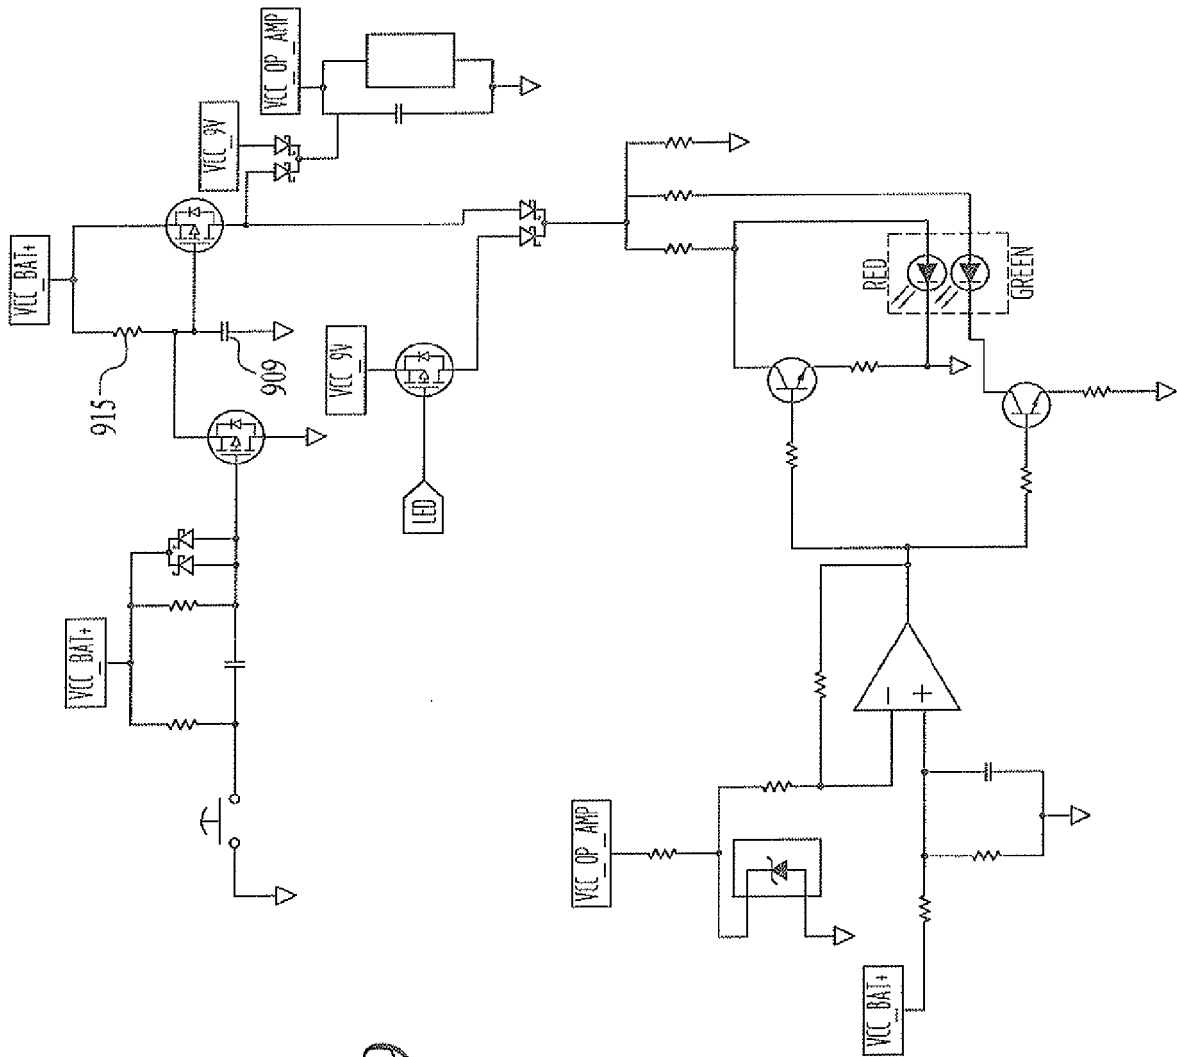 VCC_OP_AMP
VCC_9V
VCC_BAT+
915
909
VCC_9V
LED
VCC_BAT+
RED
GREEN
VCC_OP_AMP
VCC_BAT+